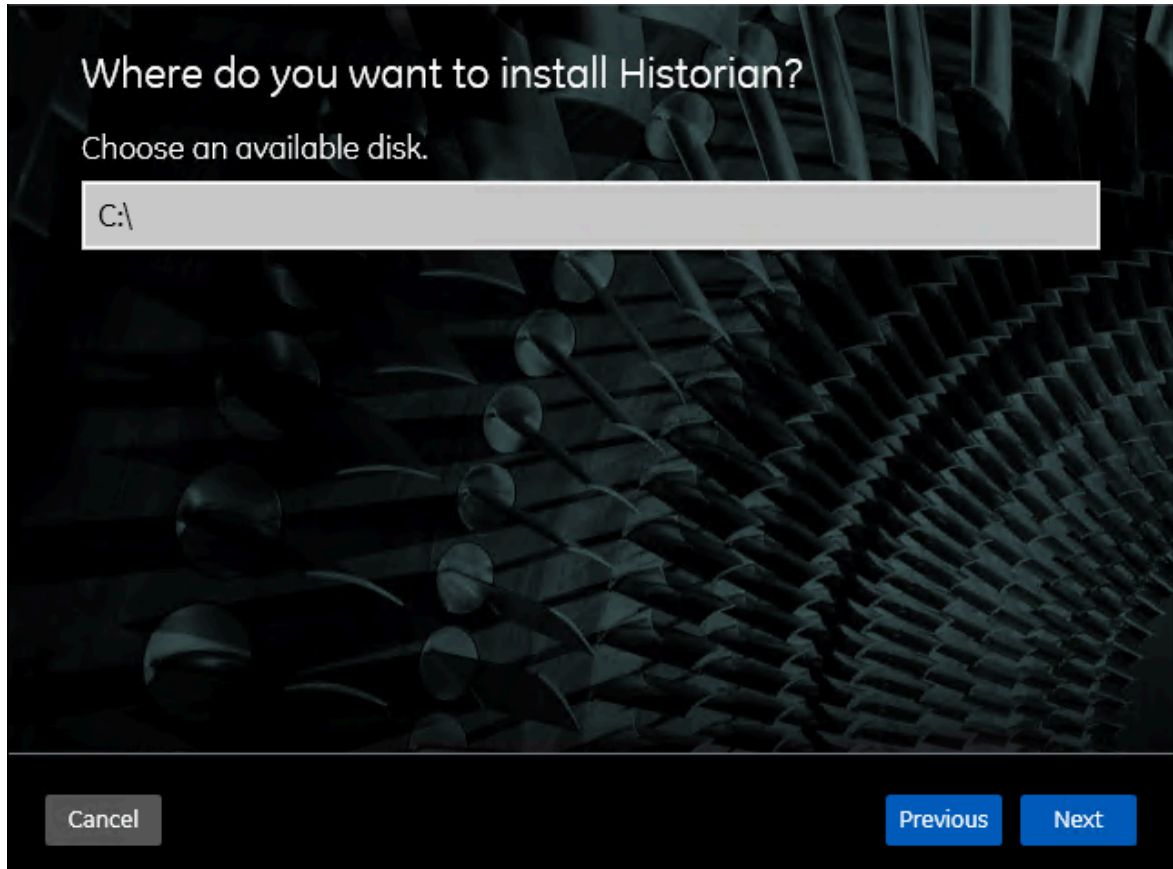 Where do you want to install Historian?
Choose an available disk.
C:\
Cancel
Previous
Next